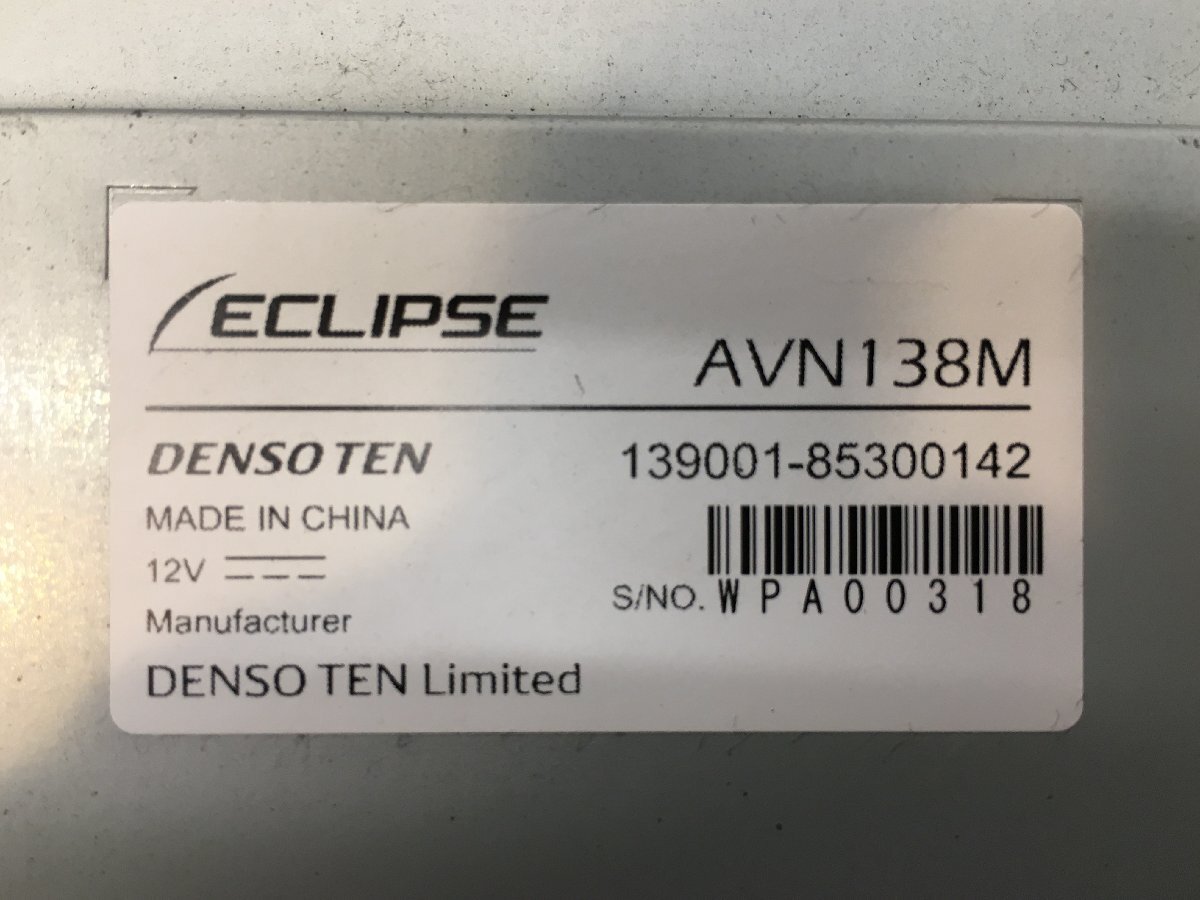 ECLIPSE
AVN138M
DENSO TEN
139001-85300142
MADE IN CHINA
12V
S/NO. WPA00318
Manufacturer
DENSO TEN Limited